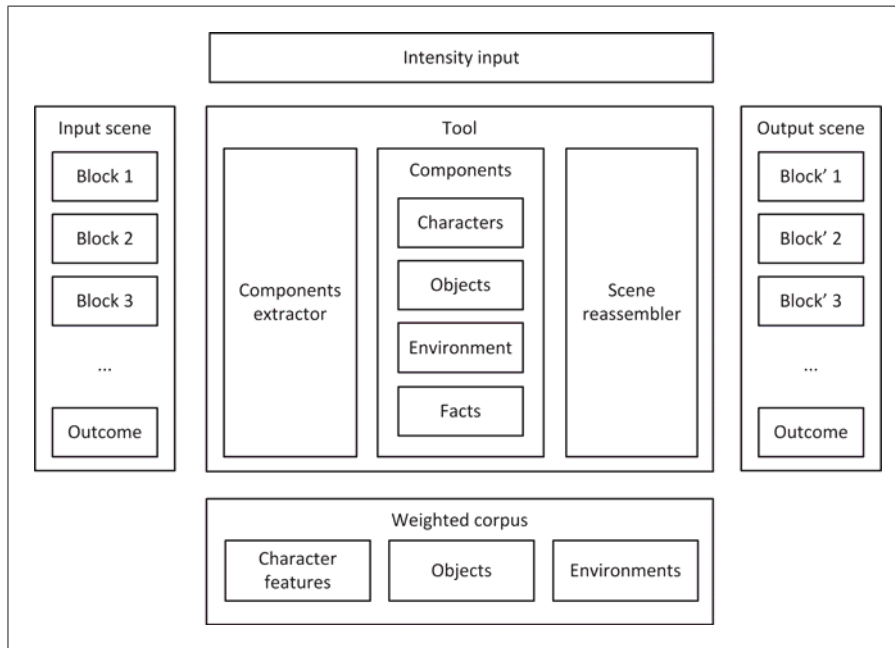 Intensity input
Input scene
Block 1
Block 2
Block 3
...
Outcome
Tool
Components
extractor
Components
Characters
Objects
Environment
Facts
Scene
reassembler
Output scene
Block' 1
Block' 2
Block' 3
...
Outcome
Weighted corpus
Character
features
Objects
Environments